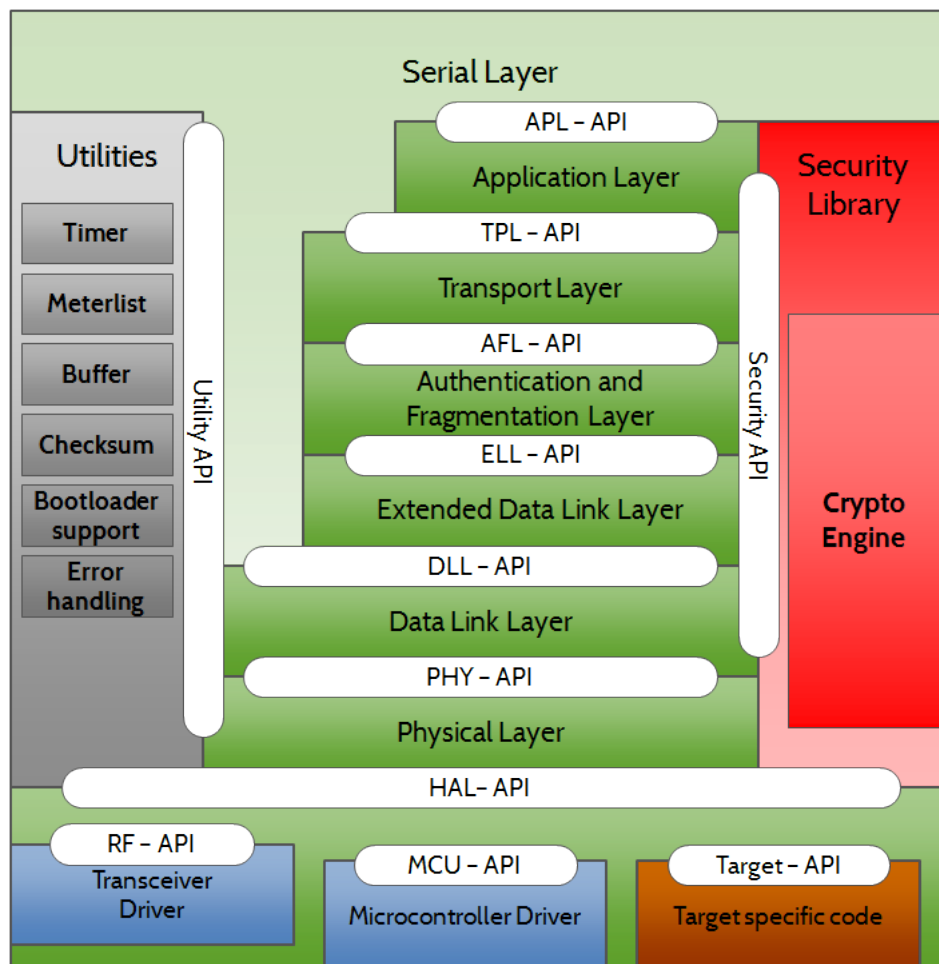 Serial Layer
Utilities
Timer
Meterlist
Buffer
Checksum
Bootloader
support
Error
handling
Utility API
APL – API
Application Layer
TPL – API
Transport Layer
AFL – API
Authentication and
Fragmentation Layer
ELL – API
Extended Data Link Layer
DLL – API
Data Link Layer
PHY – API
Physical Layer
Security API
Security
Library
Crypto
Engine
HAL– API
RF – API
Transceiver
Driver
MCU – API
Microcontroller Driver
Target – API
Target specific code